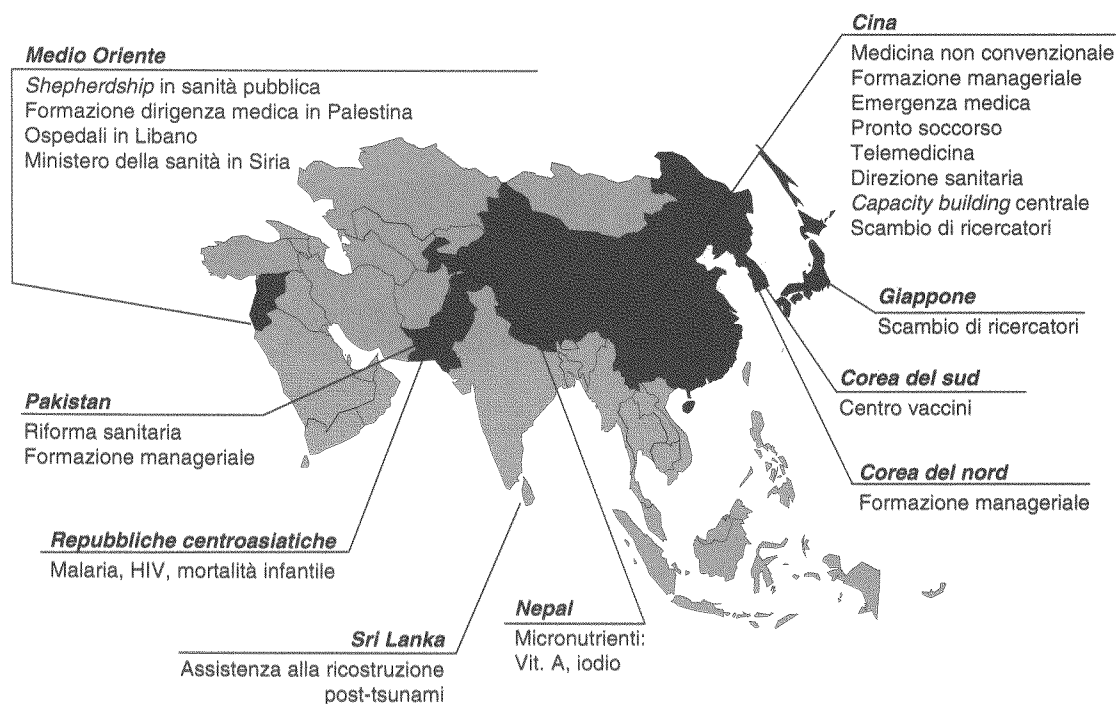 Medio Oriente
Shepherdship in sanità pubblica
Formazione dirigenza medica in Palestina
Ospedali in Libano
Ministero della sanità in Siria
Cina
Medicina non convenzionale
Formazione manageriale
Emergenza medica
Pronto soccorso
Telemedicina
Direzione sanitaria
Capacity building centrale
Scambio di ricercatori
Giappone
Scambio di ricercatori
Corea del sud
Centro vaccini
Corea del nord
Formazione manageriale
Pakistan
Riforma sanitaria
Formazione manageriale
Repubbliche centroasiatiche
Malaria, HIV, mortalità infantile
Sri Lanka
Assistenza alla ricostruzione
post-tsunami
Nepal
Micronutrienti:
Vit. A, iodio